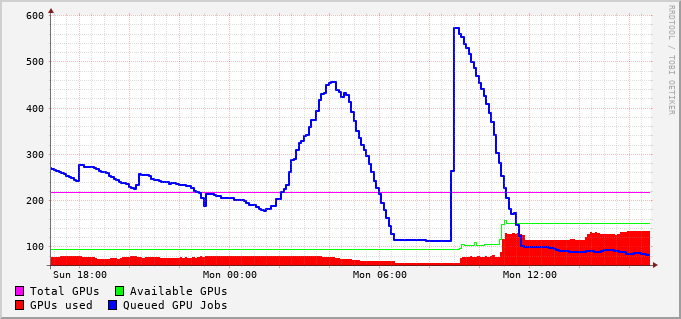 600
500
400
300
200
100
Sun 18:00 Mon 00:00 Mon 06:00 Mon 12:00
Total GPUs Available GPUs
GPUs used Queued GPU Jobs
RRDTOOL / TOBI OETIKER